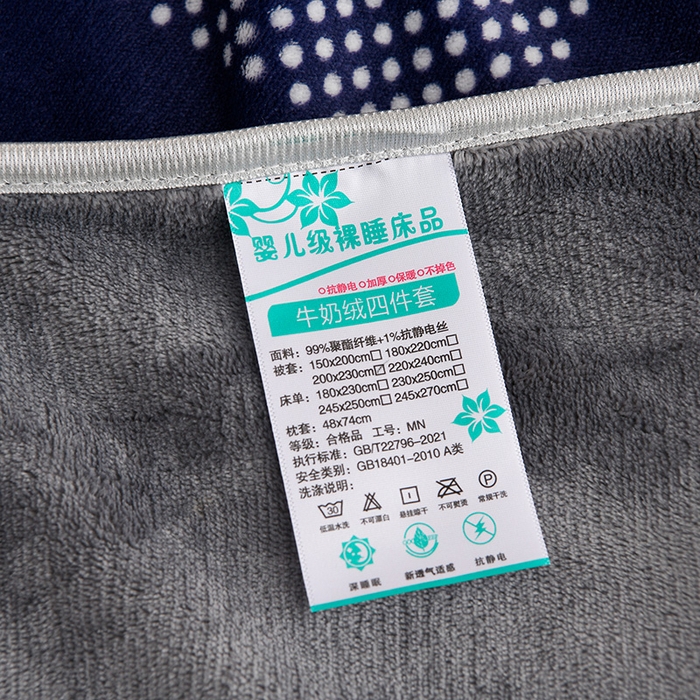 婴儿级裸睡床品
○抗静电○加厚○保暖○不掉色
牛奶绒四件套
面料：99%聚酯纤维+1%抗静电丝
被套：150x200cm□ 180x220cm□
200x230cm☑ 220x240cm□
床单：180x230cm□ 230x250cm□
245x250cm□ 245x270cm□
枕套：48x74cm
等级：合格品 工号：MN
执行标准：GB/T22796-2021
安全类别：GB18401-2010 A类
洗涤说明：
30 P
低温水洗 不可漂白 悬挂晾干 不可熨烫 常规干洗
深睡眠 新透气适感 抗静电